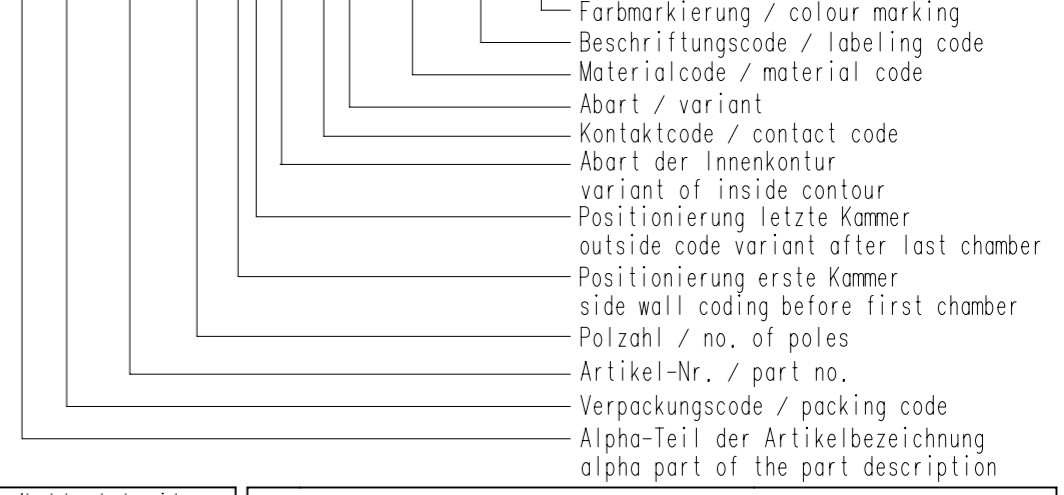 Farbmarkierung / colour marking
Beschriftungscode / labeling code
Materialcode / material code
Abart / variant
Kontaktcode / contact code
Abart der Innenkontur
variant of inside contour
Positionierung letzte Kammer
outside code variant after last chamber
Positionierung erste Kammer
side wall coding before first chamber
Polzahl / no. of poles
Artikel-Nr. / part no.
Verpackungscode / packing code
Alpha-Teil der Artikelbezeichnung
alpha part of the part description